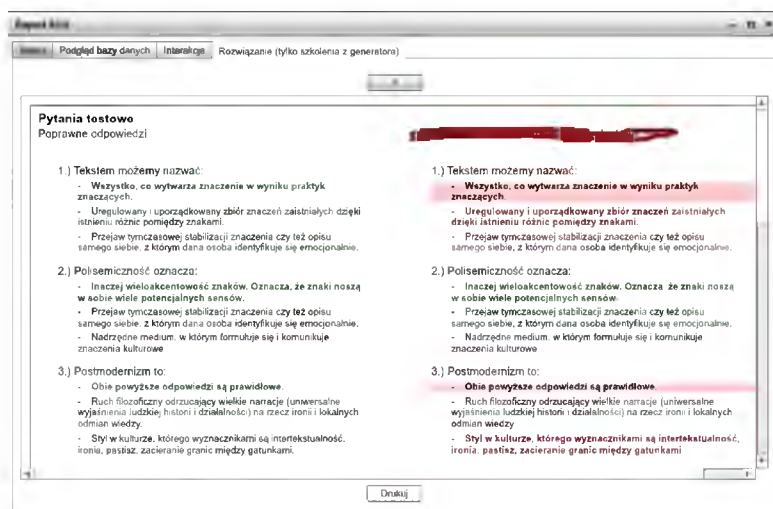 Raport
Podgląd bazy danych Interakcje Rozwiązanie (tylko szkolenia z generatora)
Pytania testowe
Poprawne odpowiedzi
1.) Tekstem możemy nazwać:
- Wszystko, co wytwarza znaczenie w wyniku praktyk
znaczących.
- Uregulowany i uporządkowany zbiór znaczeń zaistniałych dzięki
istnieniu różnic pomiędzy znakami.
- Przejaw tymczasowej stabilizacji znaczenia czy też opisu
samego siebie, z którym dana osoba identyfikuje się emocjonalnie.
2.) Polisemiczność oznacza:
- Inaczej wieloakcentowość znaków. Oznacza, że znaki noszą
w sobie wiele potencjalnych sensów.
- Przejaw tymczasowej stabilizacji znaczenia czy też opisu
samego siebie, z którym dana osoba identyfikuje się emocjonalnie.
- Nadrzędne medium, w którym formułuje się i komunikuje
znaczenia kulturowe
3.) Postmodernizm to:
- Obie powyższe odpowiedzi są prawidłowe.
- Ruch filozoficzny odrzucający wielkie narracje (uniwersalne
wyjaśnienia ludzkiej historii i działalności) na rzecz ironii i lokalnych
odmian wiedzy.
- Styl w kulturze, którego wyznacznikami są intertekstualność,
ironia, pastisz, zacieranie granic między gatunkami.
1.) Tekstem możemy nazwać:
- Wszystko, co wytwarza znaczenie w wyniku praktyk
znaczących.
- Uregulowany i uporządkowany zbiór znaczeń zaistniałych
dzięki istnieniu różnic pomiędzy znakami.
- Przejaw tymczasowej stabilizacji znaczenia czy też opisu
samego siebie, z którym dana osoba identyfikuje się emocjonalnie.
2.) Polisemiczność oznacza:
- Inaczej wieloakcentowość znaków. Oznacza, że znaki noszą
w sobie wiele potencjalnych sensów.
- Przejaw tymczasowej stabilizacji znaczenia czy też opisu
samego siebie, z którym dana osoba identyfikuje się emocjonalnie.
- Nadrzędne medium, w którym formułuje się i komunikuje
znaczenia kulturowe
3.) Postmodernizm to:
- Obie powyższe odpowiedzi są prawidłowe.
- Ruch filozoficzny odrzucający wielkie narracje (uniwersalne
wyjaśnienia ludzkiej historii i działalności) na rzecz ironii i lokalnych
odmian wiedzy
- Styl w kulturze, którego wyznacznikami są intertekstualność,
ironia, pastisz, zacieranie granic między gatunkami
Drukuj